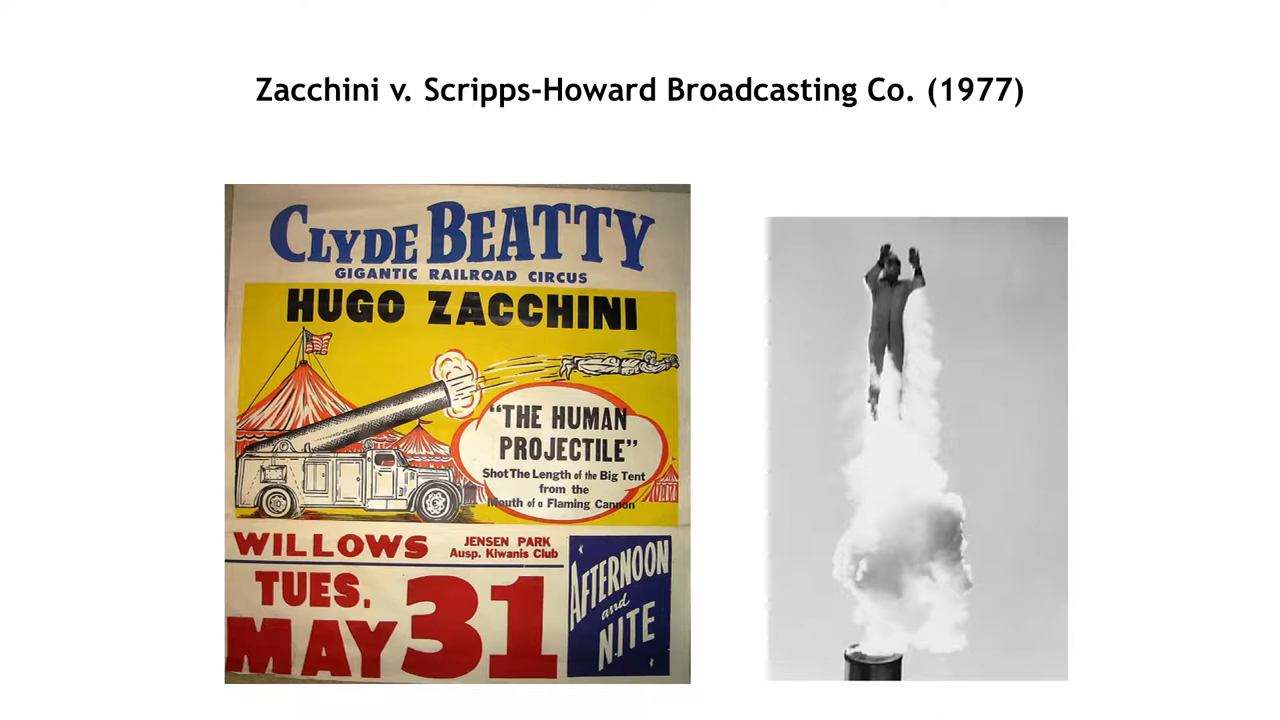 Zacchini v. Scripps-Howard Broadcasting Co. (1977)
CLYDE BEATTY
GIGANTIC RAILROAD CIRCUS
HUGO ZACCHINI
"THE HUMAN
PROJECTILE"
Shot The Length of the Big Tent
from the
Mouth of a Flaming Cannon
WILLOWS
JENSEN PARK
Ausp. Kiwanis Club
TUES.
MAY 31
AFTERNOON
and
NITE